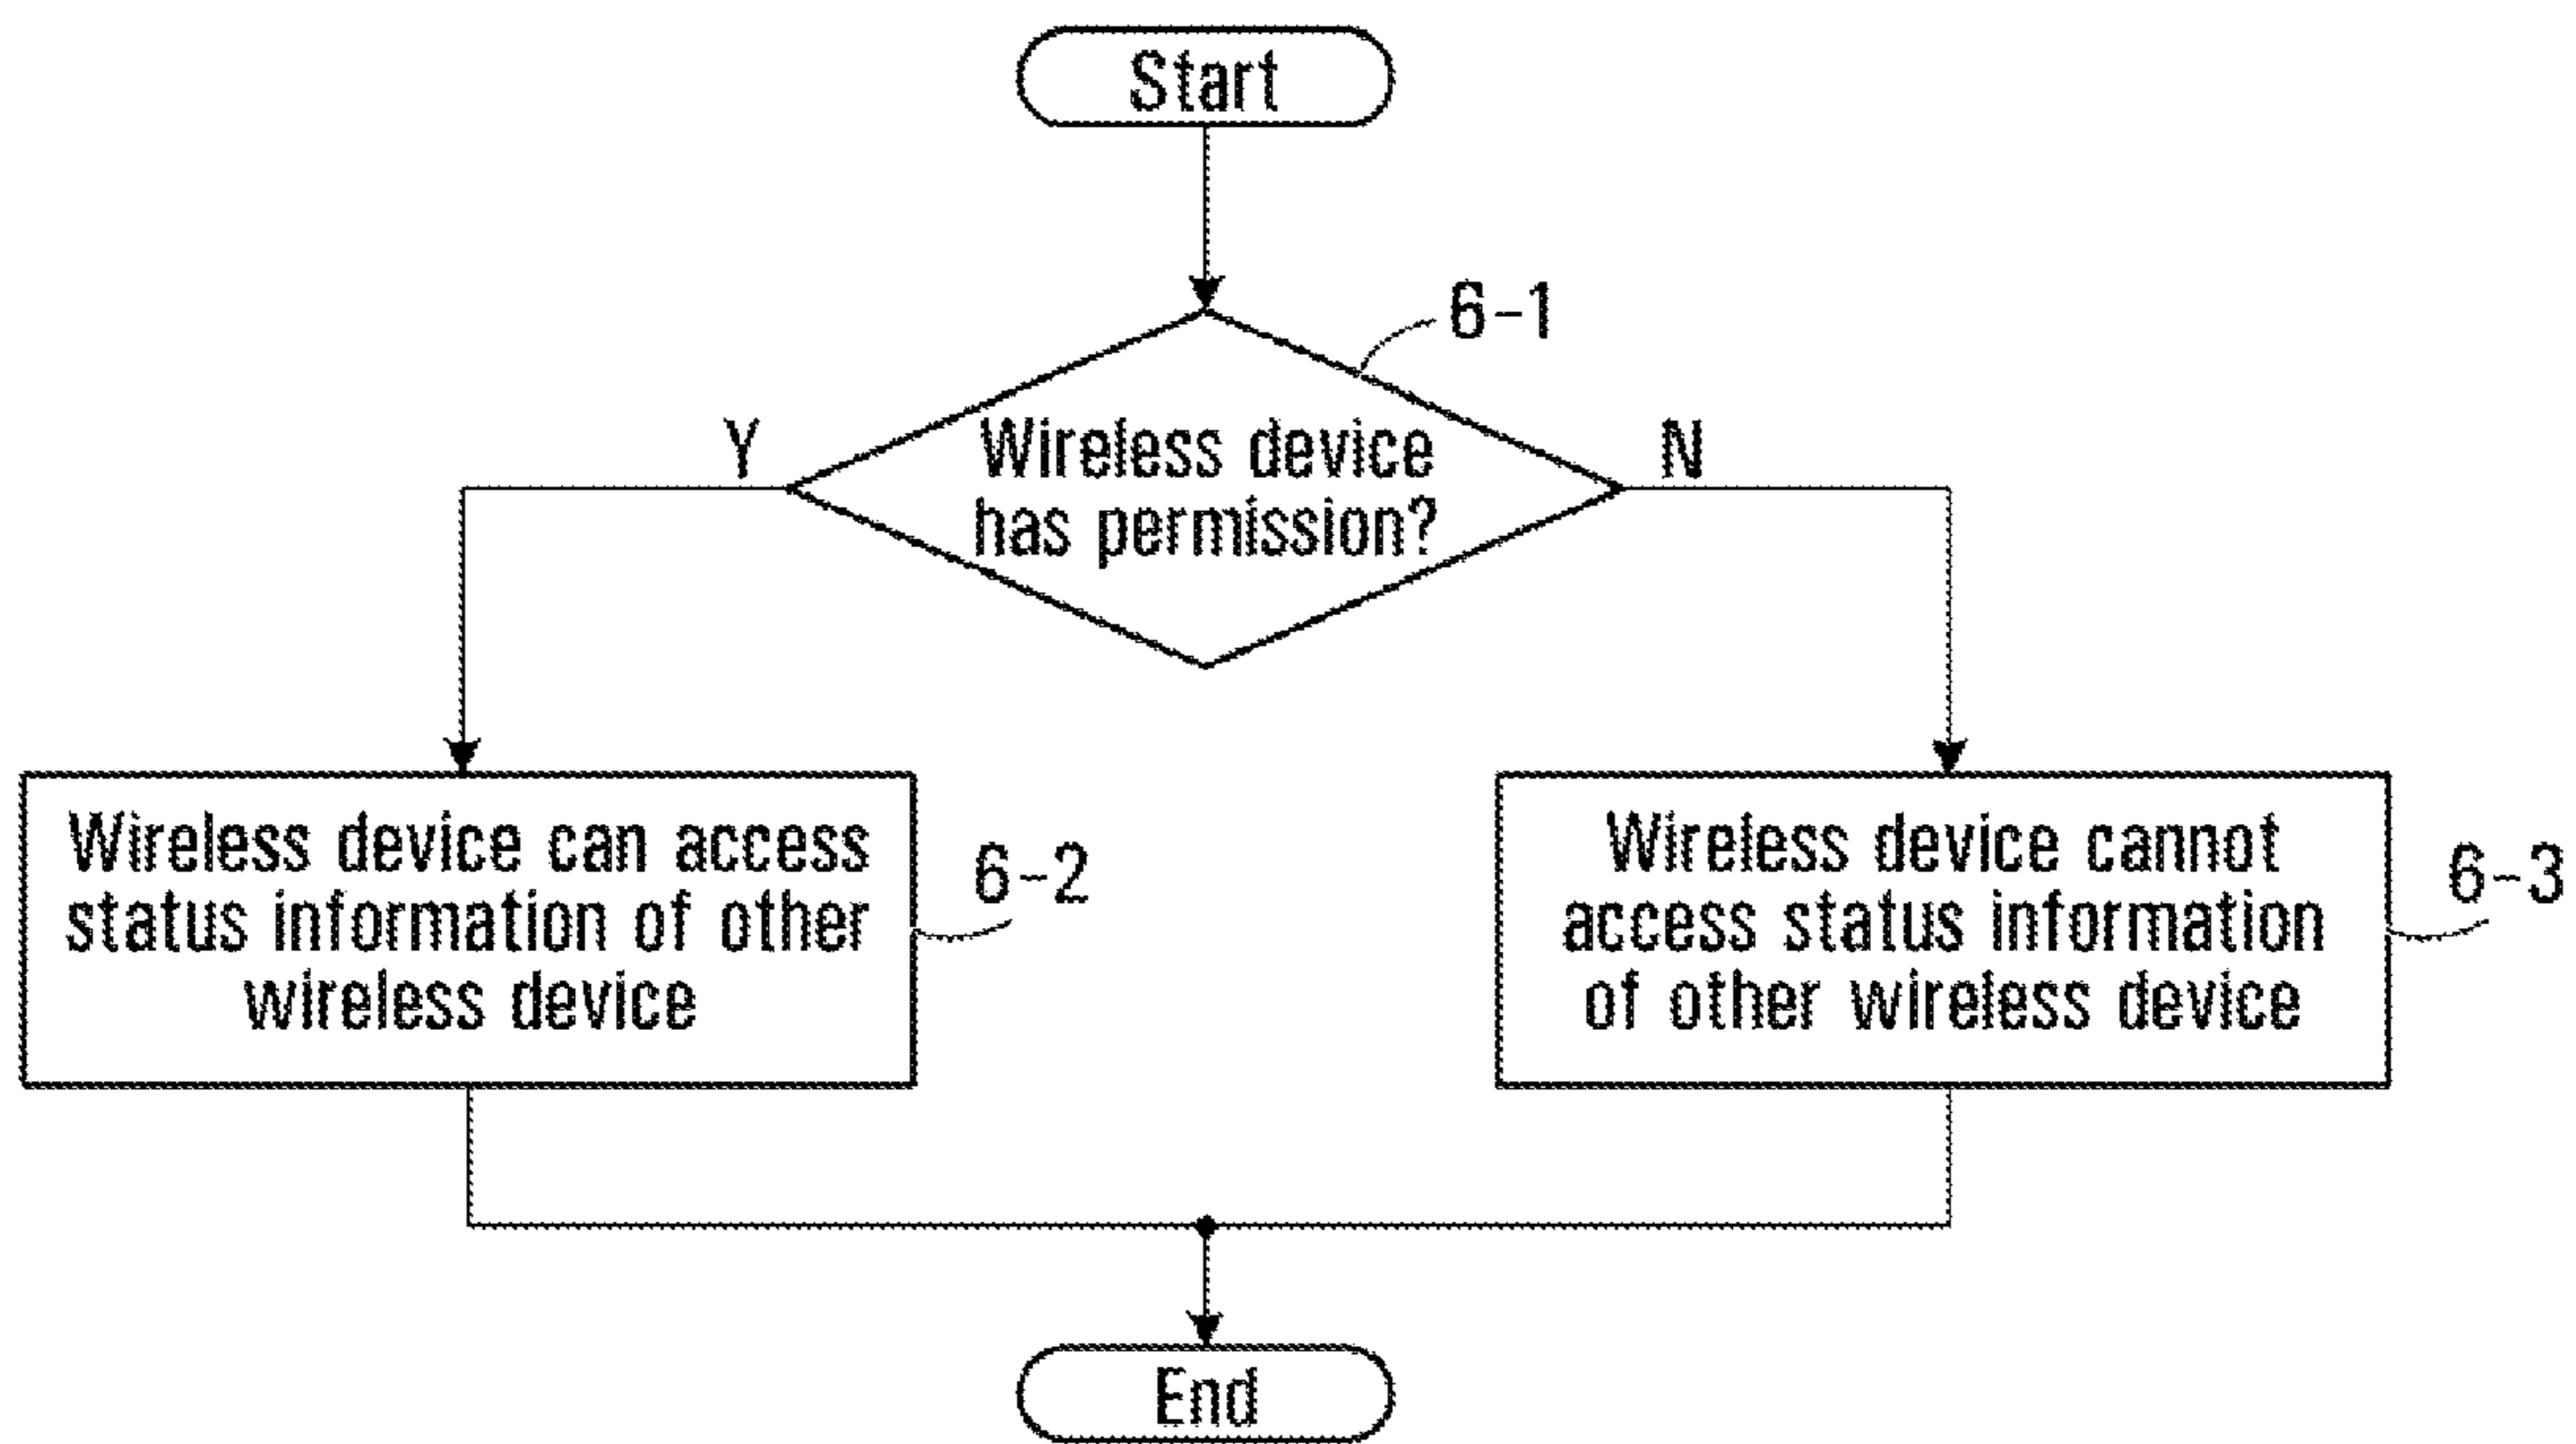 Start
6-1
Y
N
Wireless device
has permission?
Wireless device can access
status information of other
wireless device
6-2
Wireless device cannot
access status information
of other wireless device
6-3
End